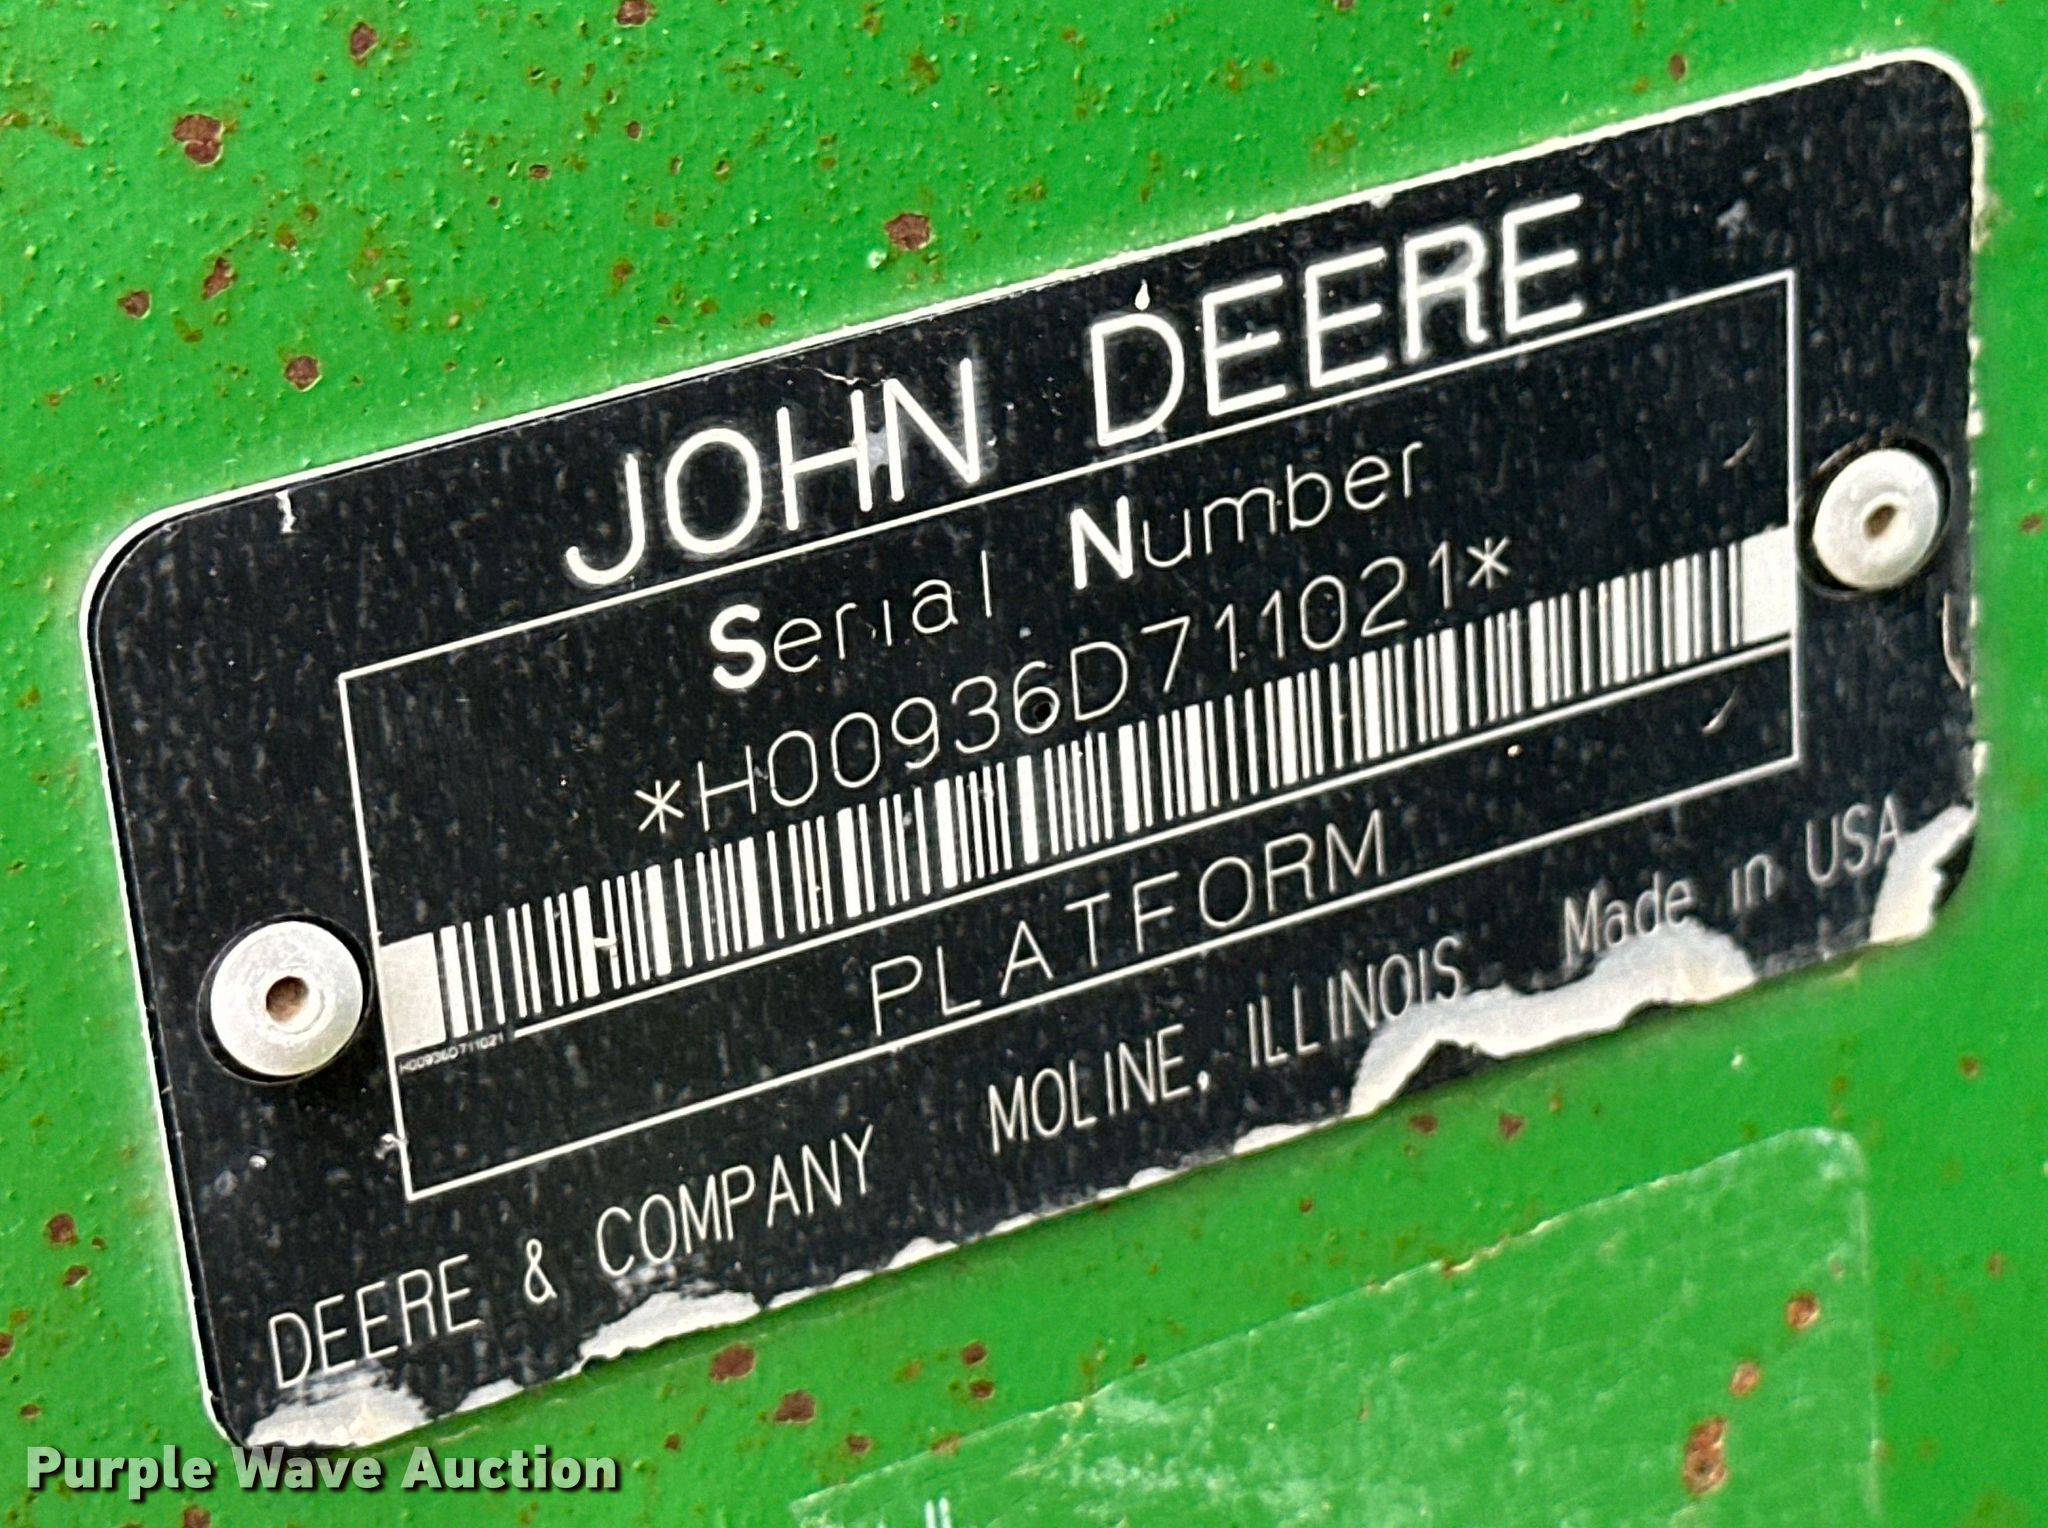 JOHN DEERE
Serial Number
*H00936D711021*
H00936D711021
PLATFORM
DEERE & COMPANY MOLINE, ILLINOIS Made in USA
Purple Wave Auction